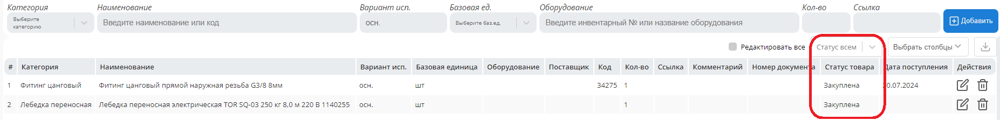 Категория Наименование Вариант исп. Базовая ед. Оборудование Кол-во Ссылка
Выберите категорию Введите наименование или код осн. Выберите баз.ед. Введите инвентарный № или название оборудования Добавить
Редактировать все Статус всем Выбрать столбцы
# Категория Наименование Вариант исп. Базовая единица Оборудование Поставщик Код Кол-во Ссылка Комментарий Номер документа Статус товара Дата поступления Действия
1 Фитинг цанговый Фитинг цанговый прямой наружная резьба G3/8 8мм осн. шт 34275 1 Закуплена 30.07.2024
2 Лебедка переносная Лебедка переносная электрическая TOR SQ-03 250 кг 8,0 м 220 В 1140255 осн. шт 1 Закуплена